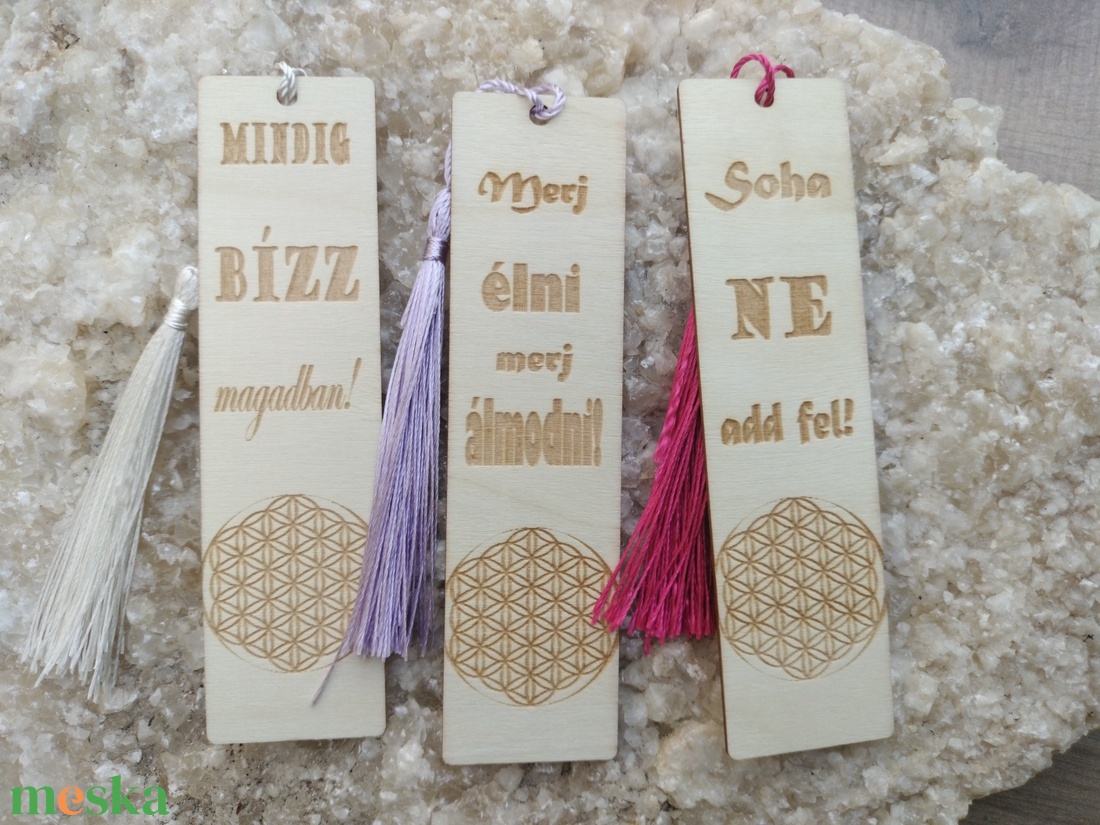 MINDIG
BÍZZ
magadban!
Merj
élni
merj
álmodni!
Soha
NE
add fel!
meska